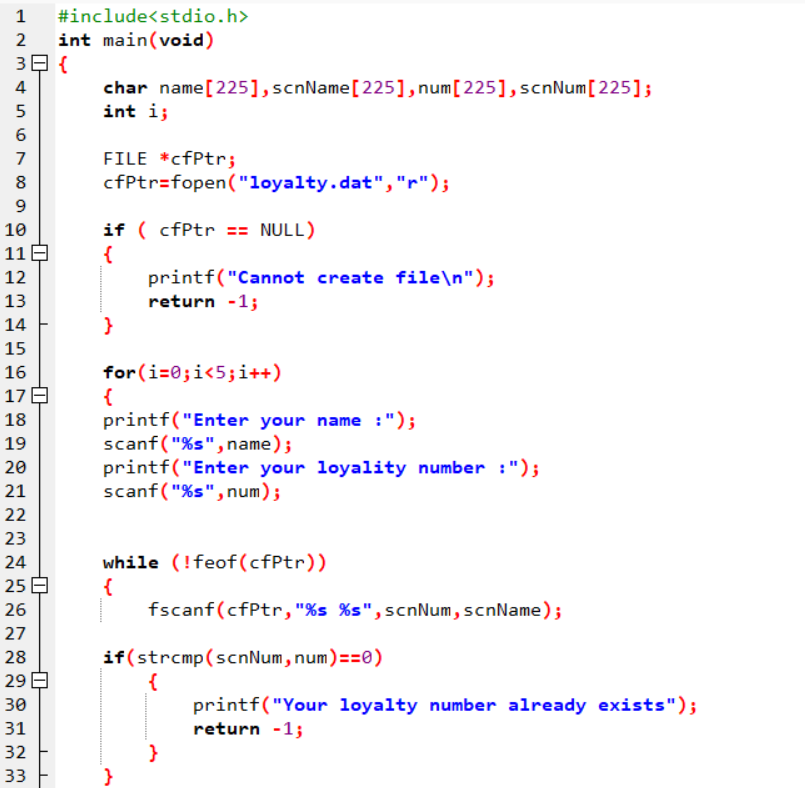 1 #include<stdio.h>
2 int main(void)
3 {
4 char name[225],scnName[225],num[225],scnNum[225];
5 int i;
6
7 FILE *cfPtr;
8 cfPtr=fopen("loyalty.dat","r");
9
10 if ( cfPtr == NULL)
11 {
12 printf("Cannot create file\n");
13 return -1;
14 }
15
16 for(i=0;i<5;i++)
17 {
18 printf("Enter your name :");
19 scanf("%s",name);
20 printf("Enter your loyality number :");
21 scanf("%s",num);
22
23
24 while (!feof(cfPtr))
25 {
26 fscanf(cfPtr,"%s %s",scnNum,scnName);
27
28 if(strcmp(scnNum,num)==0)
29 {
30 printf("Your loyalty number already exists");
31 return -1;
32 }
33 }